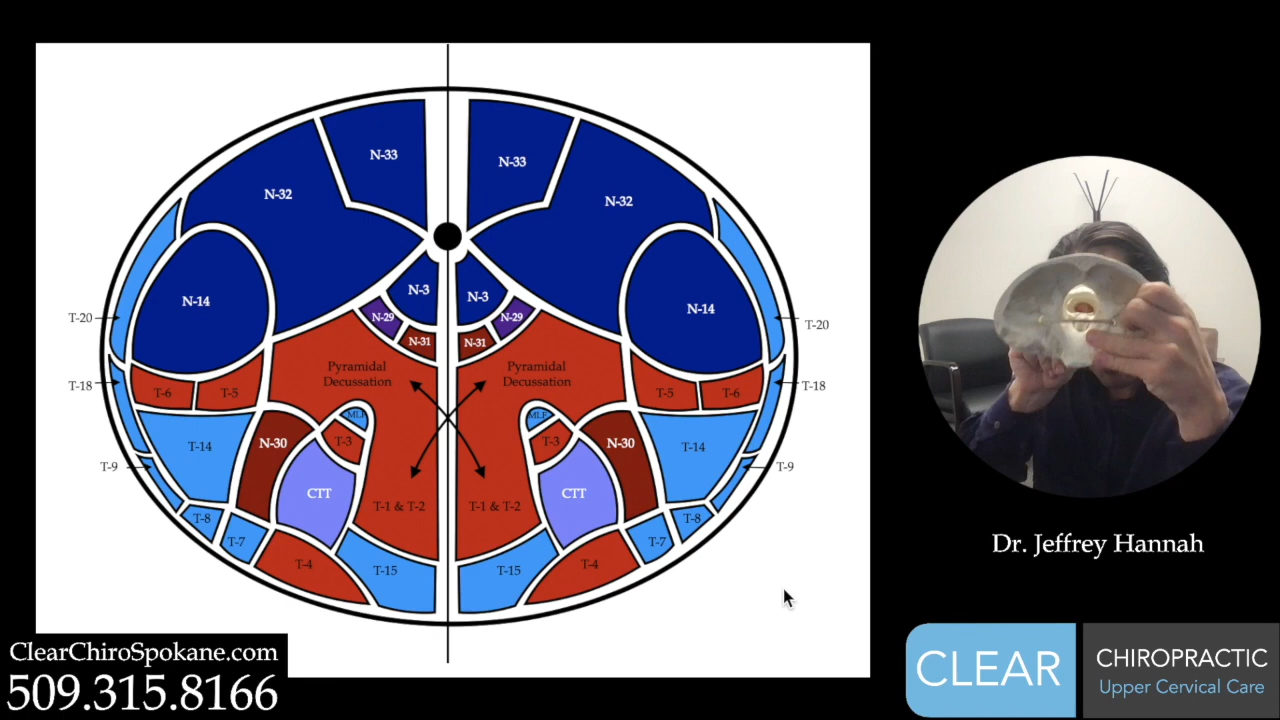 N-33
N-33
N-32
N-32
N-14
N-14
N-3
N-3
N-29
N-29
N-31
N-31
T-20
T-20
Pyramidal
Decussation
Pyramidal
Decussation
T-18
T-18
T-6
T-5
T-5
T-6
MLF
MLF
T-14
N-30
T-3
T-3
N-30
T-14
T-9
T-9
CTT
CTT
T-1 & T-2
T-1 & T-2
T-8
T-8
T-7
T-7
T-4
T-15
T-15
T-4
Dr. Jeffrey Hannah
ClearChiroSpokane.com
509.315.8166
CLEAR
CHIROPRACTIC
Upper Cervical Care